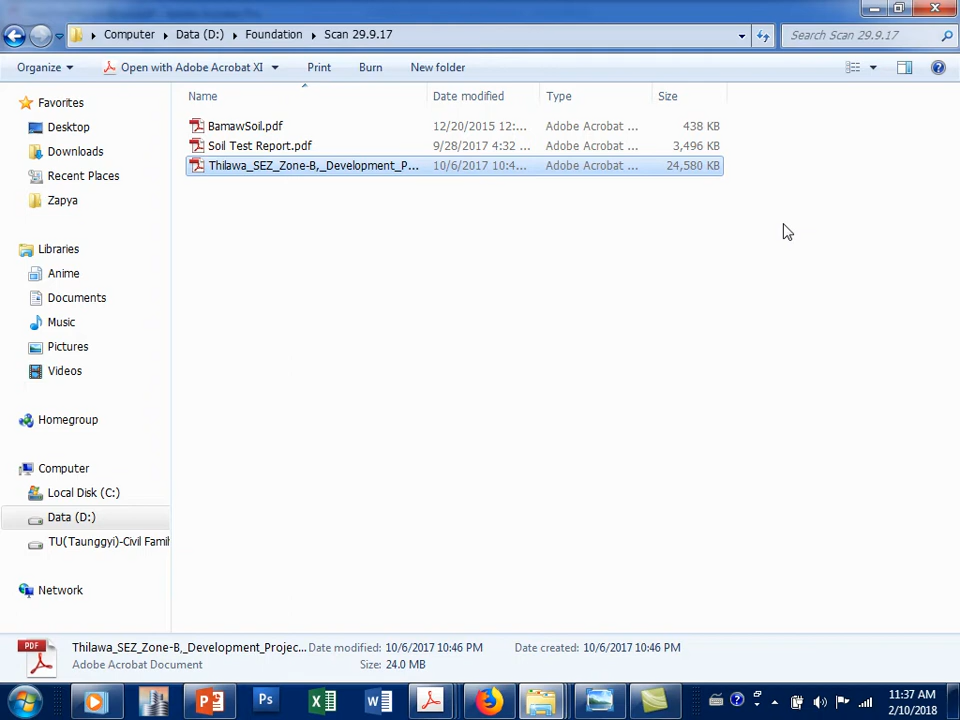 Computer Data (D:) Foundation Scan 29.9.17 Search Scan 29.9.17
Organize Open with Adobe Acrobat XI Print Burn New folder
Name Date modified Type Size
BamawSoil.pdf 12/20/2015 12:... Adobe Acrobat ... 438 KB
Soil Test Report.pdf 9/28/2017 4:32 ... Adobe Acrobat ... 3,496 KB
Thilawa_SEZ_Zone-B,_Development_P... 10/6/2017 10:4... Adobe Acrobat ... 24,580 KB
Favorites
Desktop
Downloads
Recent Places
Zapya
Libraries
Anime
Documents
Music
Pictures
Videos
Homegroup
Computer
Local Disk (C:)
Data (D:)
TU(Taunggyi)-Civil Famil
Network
PDF
Thilawa_SEZ_Zone-B,_Development_Projec... Date modified: 10/6/2017 10:46 PM Date created: 10/6/2017 10:46 PM
Adobe Acrobat Document Size: 24.0 MB
Ps
11:37 AM
2/10/2018